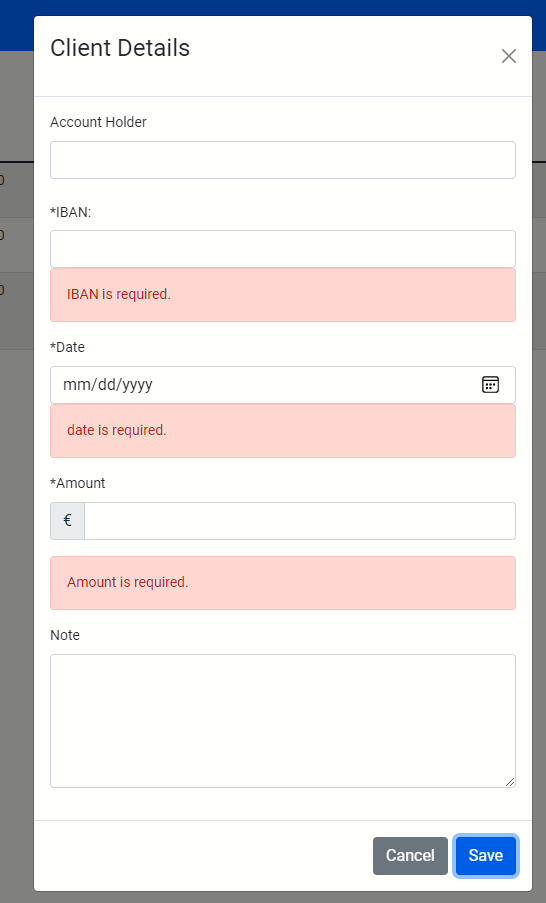 Client Details
Account Holder
*IBAN:
IBAN is required.
*Date
mm/dd/yyyy
date is required.
*Amount
€
Amount is required.
Note
Cancel Save